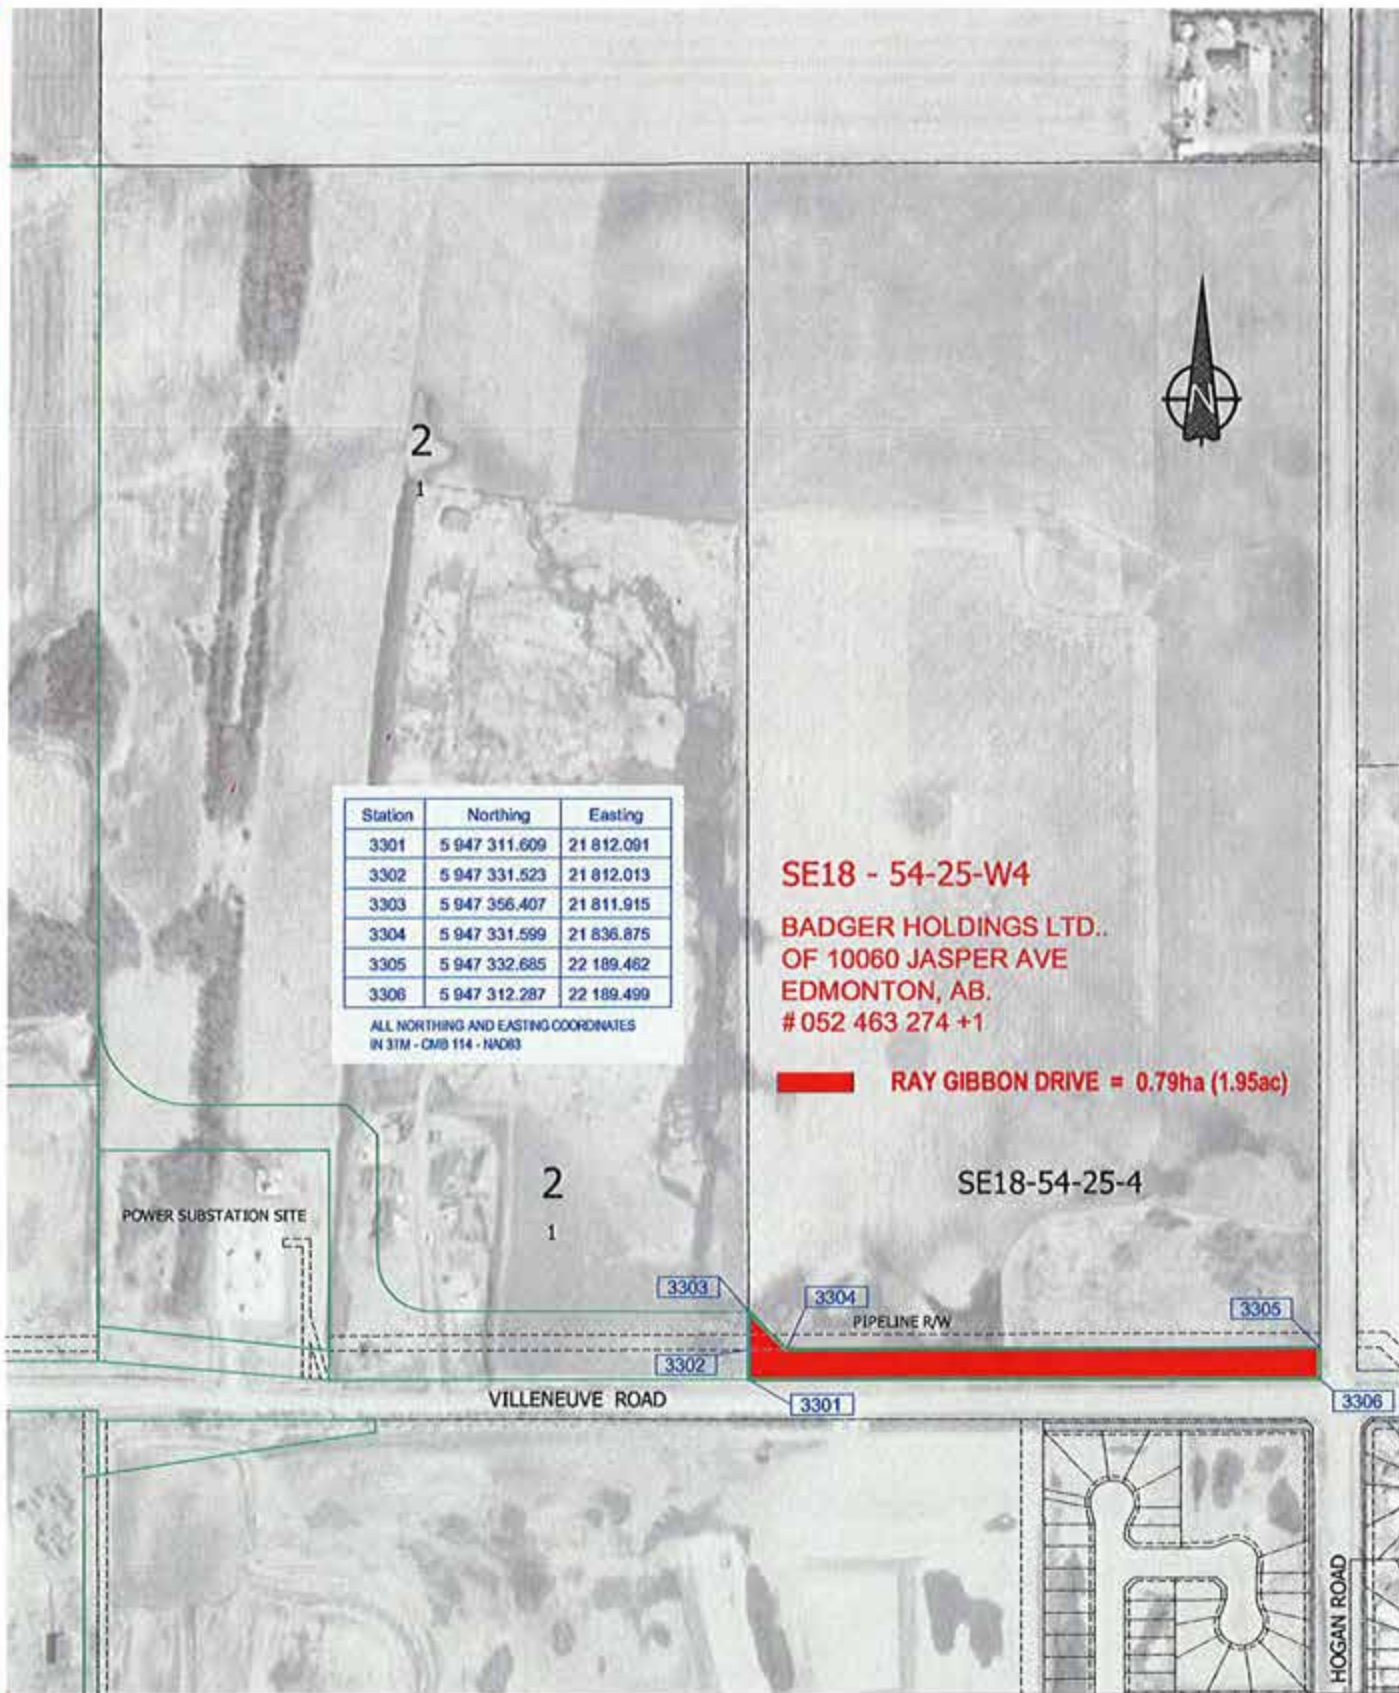 N
2
1
Station Northing Easting
3301 5 947 311.609 21 812.091
3302 5 947 331.523 21 812.013
3303 5 947 356.407 21 811.915
3304 5 947 331.599 21 836.875
3305 5 947 332.685 22 189.462
3306 5 947 312.287 22 189.499
ALL NORTHING AND EASTING COORDINATES
IN 3TM - CMB 114 - NAD83
SE18 - 54-25-W4
BADGER HOLDINGS LTD..
OF 10060 JASPER AVE
EDMONTON, AB.
# 052 463 274 +1
RAY GIBBON DRIVE = 0.79ha (1.95ac)
SE18-54-25-4
2
1
POWER SUBSTATION SITE
3303
3304
3305
PIPELINE R/W
3302
VILLENEUVE ROAD
3301
3306
HOGAN ROAD